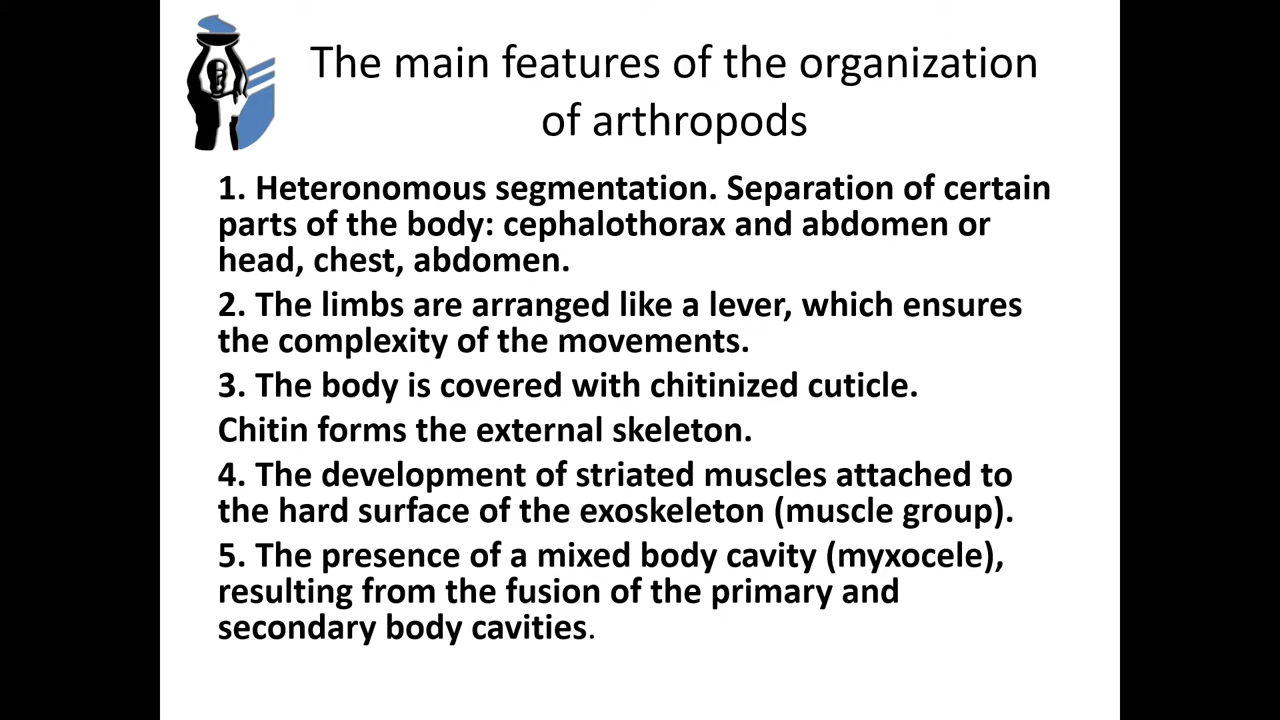 The main features of the organization
of arthropods
1. Heteronomous segmentation. Separation of certain
parts of the body: cephalothorax and abdomen or
head, chest, abdomen.
2. The limbs are arranged like a lever, which ensures
the complexity of the movements.
3. The body is covered with chitinized cuticle.
Chitin forms the external skeleton.
4. The development of striated muscles attached to
the hard surface of the exoskeleton (muscle group).
5. The presence of a mixed body cavity (myxocele),
resulting from the fusion of the primary and
secondary body cavities.